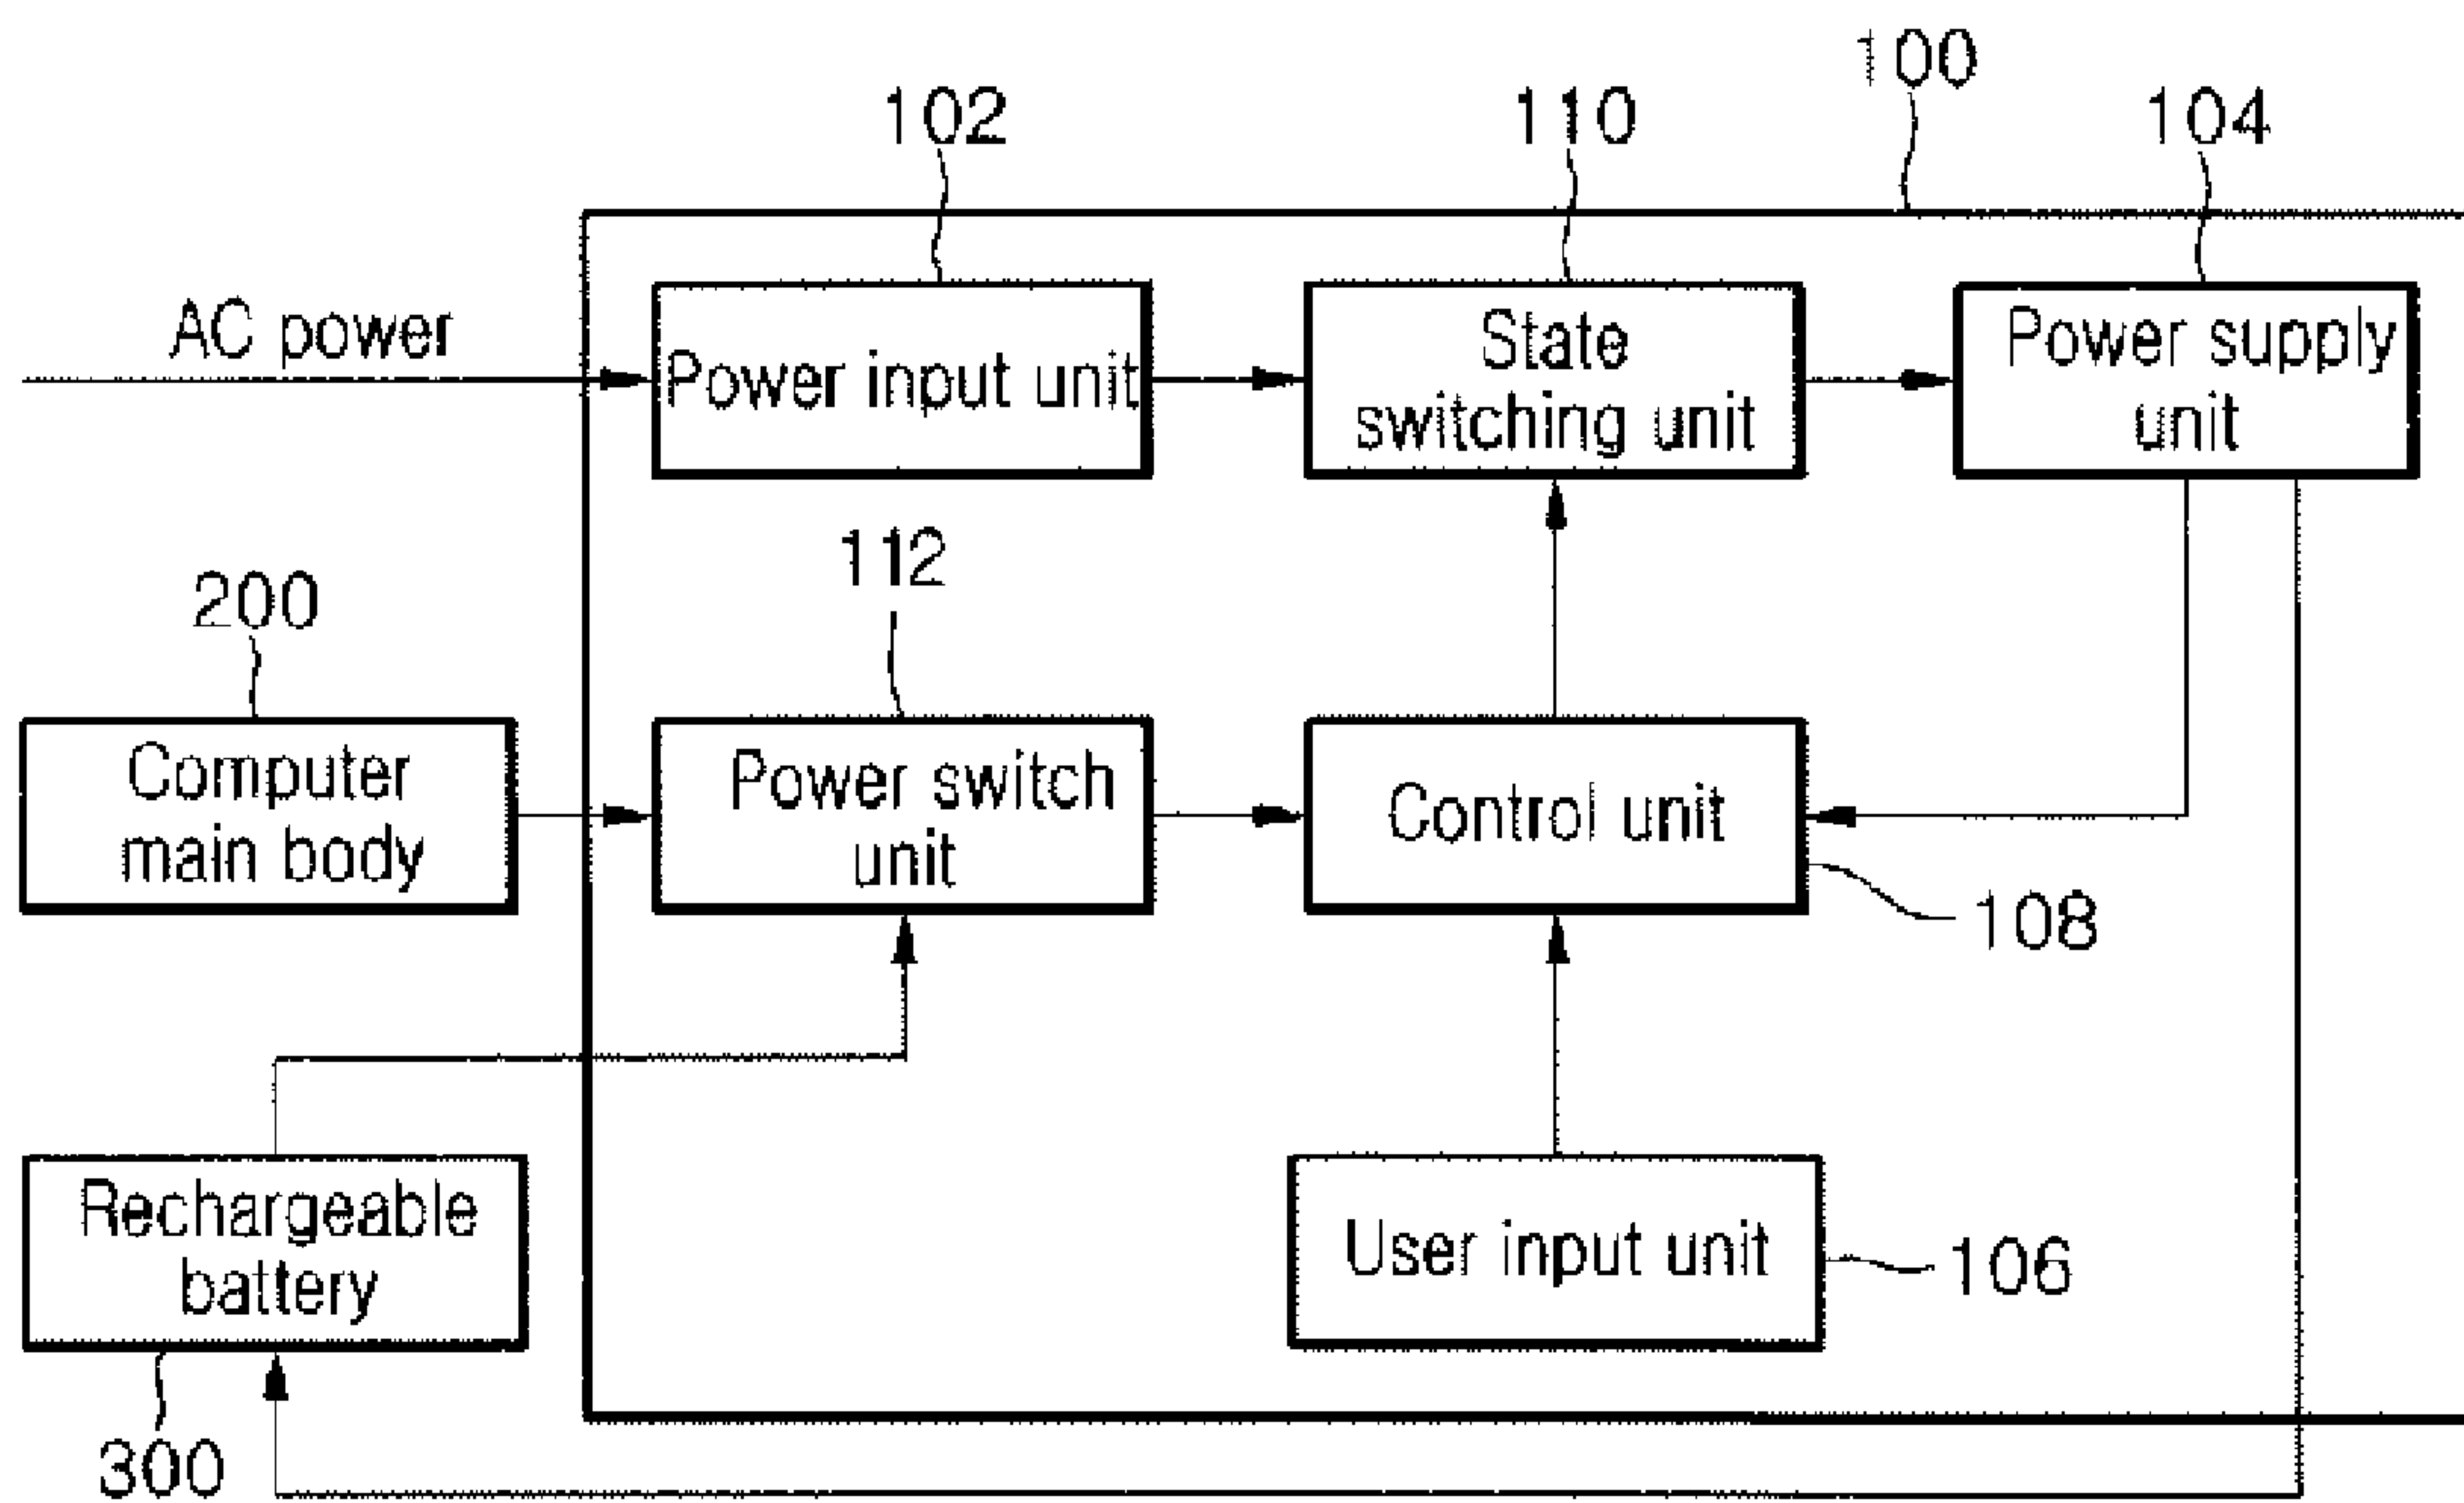 100
102
110
104
AC power
Power input unit
State
switching unit
Power supply
unit
112
200
Computer
main body
Power switch
unit
Control unit
108
Rechargeable
battery
User input unit
106
300